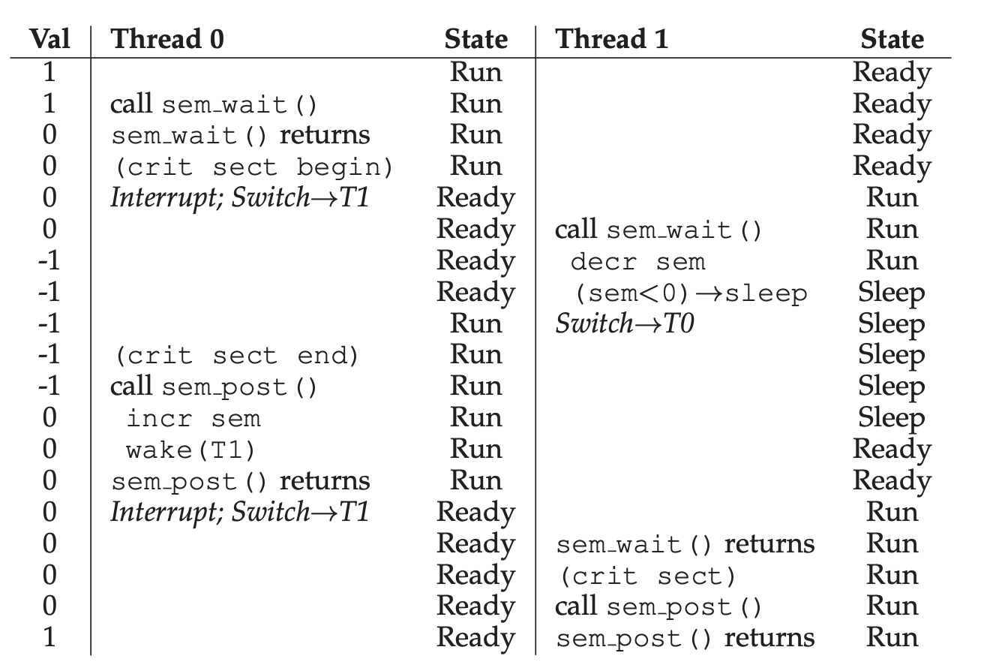 Val Thread 0 State Thread 1 State
1 Run Ready
1 call sem_wait() Run Ready
0 sem_wait() returns Run Ready
0 (crit sect begin) Run Ready
0 Interrupt; Switch→T1 Ready Run
0 Ready call sem_wait() Run
-1 Ready decr sem Run
-1 Ready (sem<0)→sleep Sleep
-1 Run Switch→T0 Sleep
-1 (crit sect end) Run Sleep
-1 call sem_post() Run Sleep
0 incr sem Run Sleep
0 wake(T1) Run Ready
0 sem_post() returns Run Ready
0 Interrupt; Switch→T1 Ready Run
0 Ready sem_wait() returns Run
0 Ready (crit sect) Run
0 Ready call sem_post() Run
1 Ready sem_post() returns Run